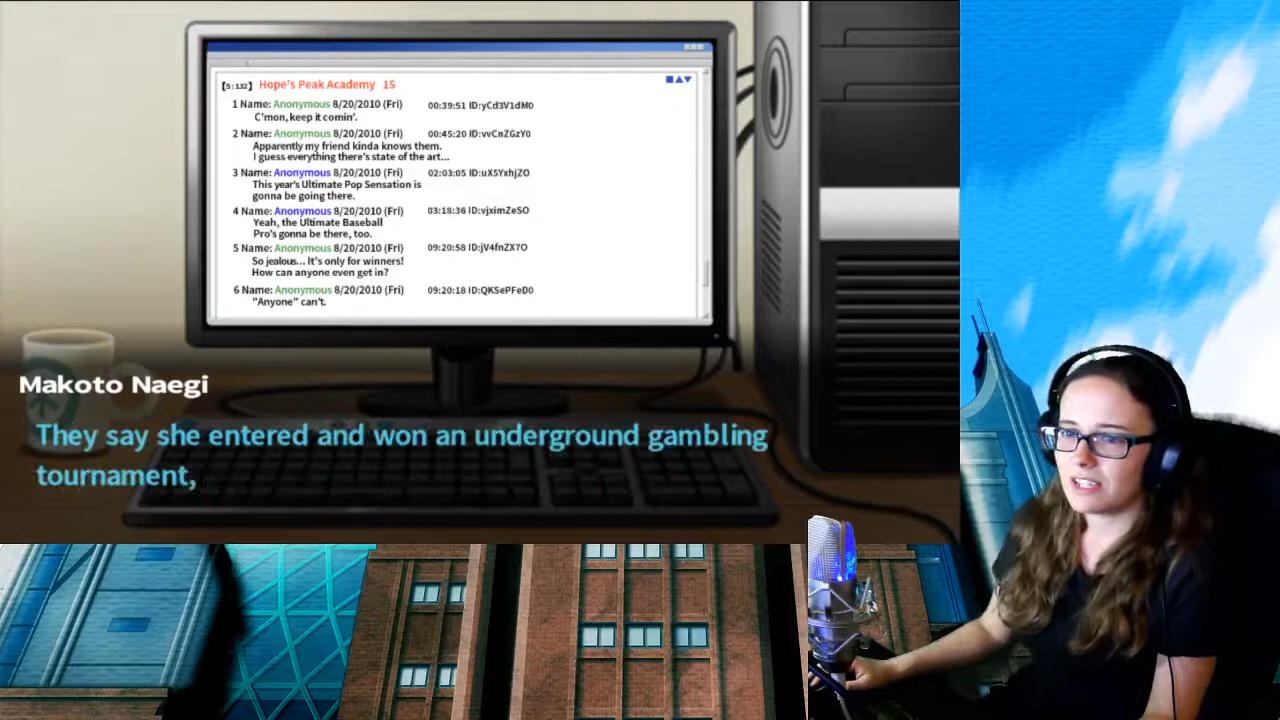 [5:132] Hope's Peak Academy 15
1 Name: Anonymous 8/20/2010 (Fri) 00:39:51 ID:yCd3V1dM0
C'mon, keep it comin'.
2 Name: Anonymous 8/20/2010 (Fri) 00:45:20 ID:vvCnZGzY0
Apparently my friend kinda knows them.
I guess everything there's state of the art...
3 Name: Anonymous 8/20/2010 (Fri) 02:03:05 ID:uX5YxhjZO
This year's Ultimate Pop Sensation is
gonna be going there.
4 Name: Anonymous 8/20/2010 (Fri) 03:18:36 ID:vjximZeSO
Yeah, the Ultimate Baseball
Pro's gonna be there, too.
5 Name: Anonymous 8/20/2010 (Fri) 09:20:58 ID:jV4fnZX7O
So jealous... It's only for winners!
How can anyone even get in?
6 Name: Anonymous 8/20/2010 (Fri) 09:20:18 ID:QKSePFeD0
"Anyone" can't.
Makoto Naegi
They say she entered and won an underground gambling
tournament,